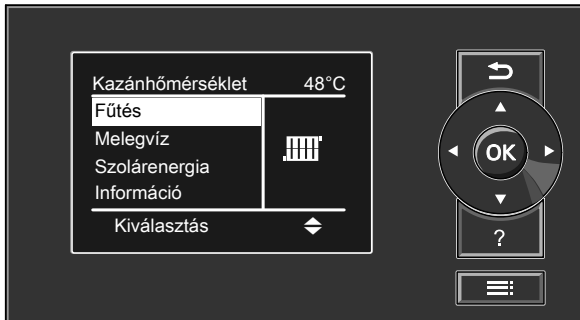 Kazánhőmérséklet 48°C
Fűtés
Melegvíz
Szolárenergia
Információ
Kiválasztás
OK
?